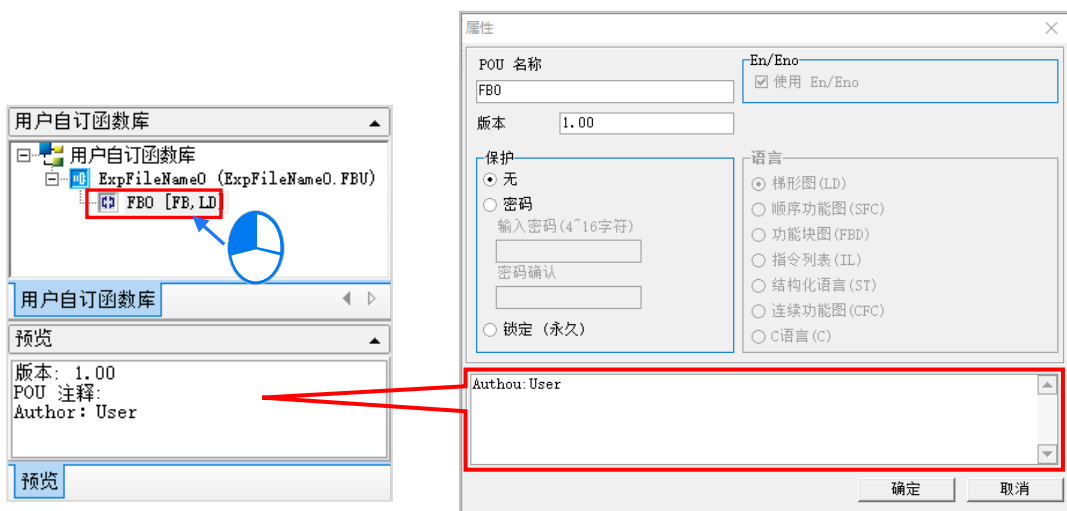 用户自订函数库
用户自订函数库
ExpFileName0 (ExpFileName0.FBU)
FB0 [FB,LD]
用户自订函数库
预览
版本: 1.00
POU 注释:
Author: User
预览
属性
POU 名称
FB0
版本 1.00
En/Eno
使用 En/Eno
保护
无
密码
输入密码(4~16字符)
密码确认
锁定 (永久)
语言
梯形图(LD)
顺序功能图(SFC)
功能块图(FBD)
指令列表(IL)
结构化语言(ST)
连续功能图(CFC)
C语言(C)
Authou:User
确定 取消